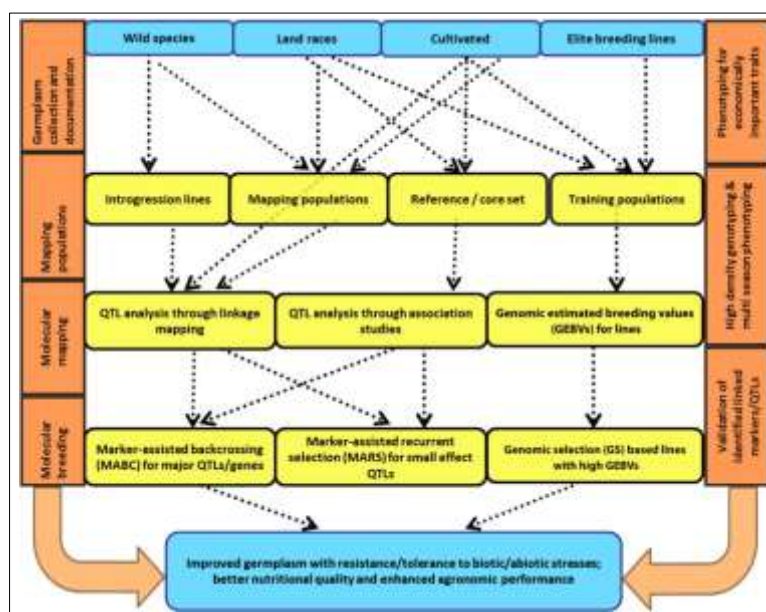 Wild species
Land races
Cultivated
Elite breeding lines
Germplasm
collection and
documentation
Phenotyping for
economically
important traits
Introgression lines
Mapping populations
Reference / core set
Training populations
Mapping
populations
High density genotyping &
multi season phenotyping
QTL analysis through linkage
mapping
QTL analysis through association
studies
Genomic estimated breeding values
(GEBVs) for lines
Molecular
mapping
Validation of
identified linked
markers/QTLs
Marker-assisted backcrossing
(MABC) for major QTLs/genes
Marker-assisted recurrent
selection (MARS) for small effect
QTLs
Genomic selection (GS) based lines
with high GEBVs
Molecular
breeding
Improved germplasm with resistance/tolerance to biotic/abiotic stresses;
better nutritional quality and enhanced agronomic performance